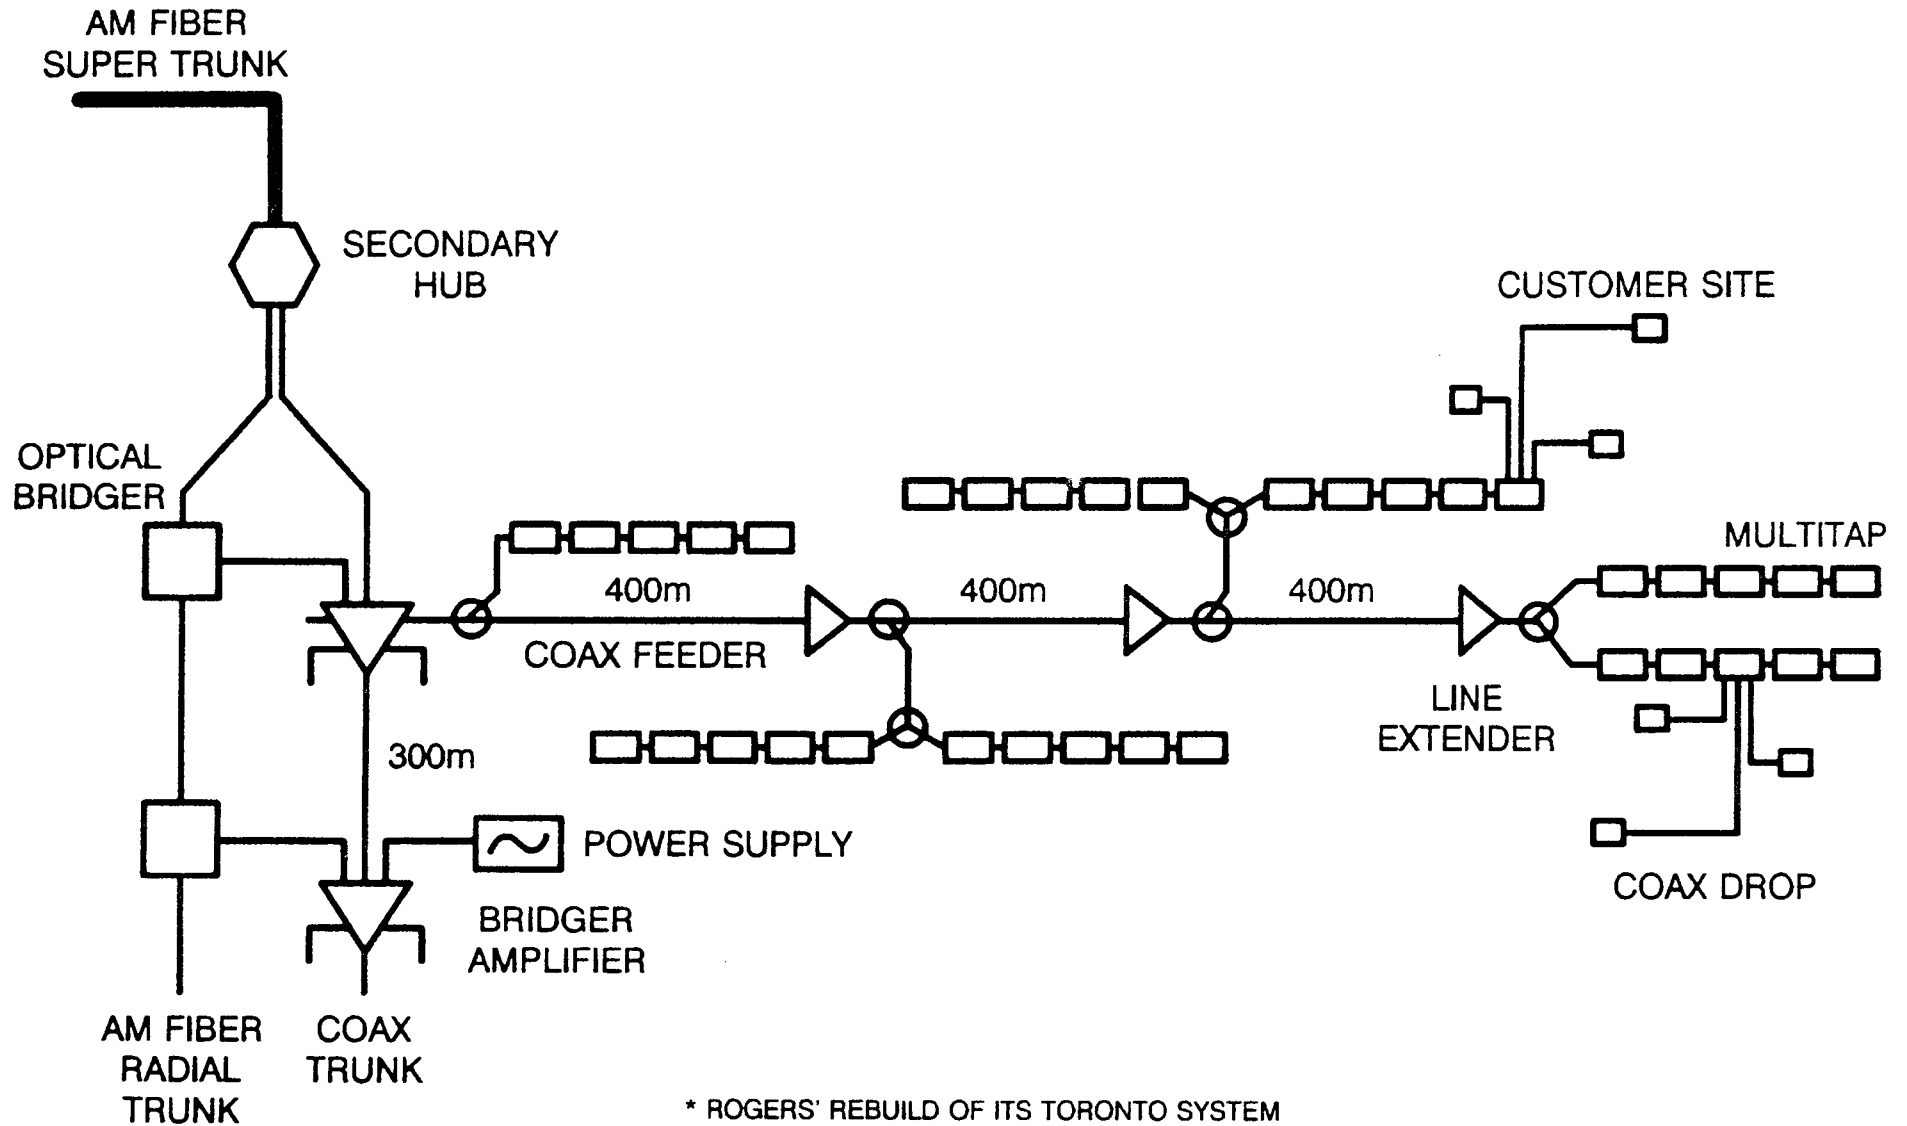 AM FIBER
SUPER TRUNK
SECONDARY
HUB
CUSTOMER SITE
OPTICAL
BRIDGER
MULTITAP
400m
400m
400m
COAX FEEDER
LINE
EXTENDER
300m
POWER SUPPLY
COAX DROP
BRIDGER
AMPLIFIER
AM FIBER
RADIAL
TRUNK
COAX
TRUNK
* ROGERS' REBUILD OF ITS TORONTO SYSTEM